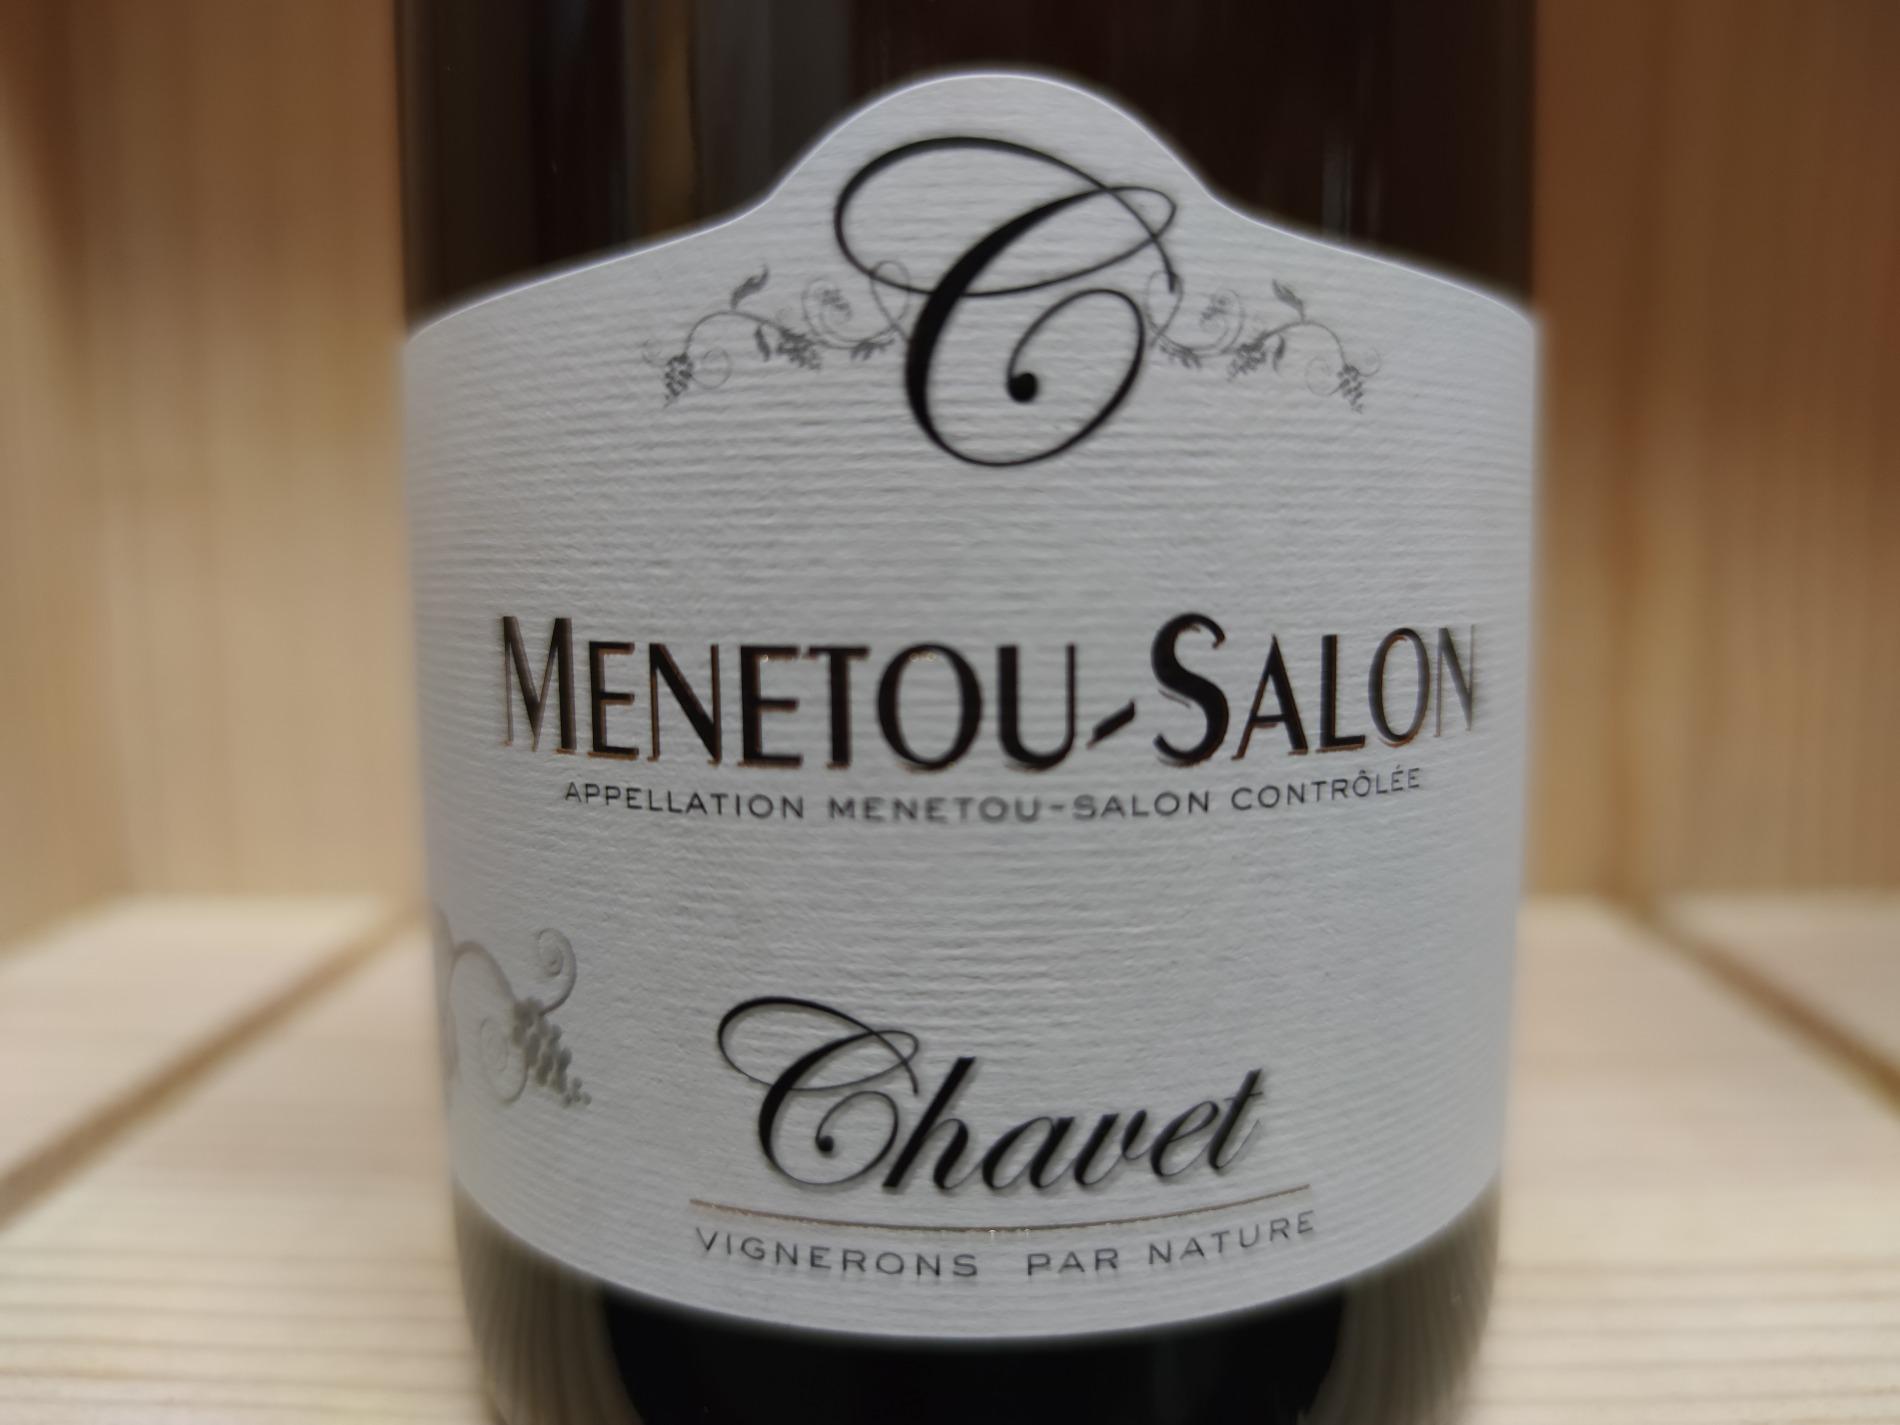 C
MENETOU-SALON
APPELLATION MENETOU-SALON CONTRÔLÉE
Chavet
VIGNERONS PAR NATURE